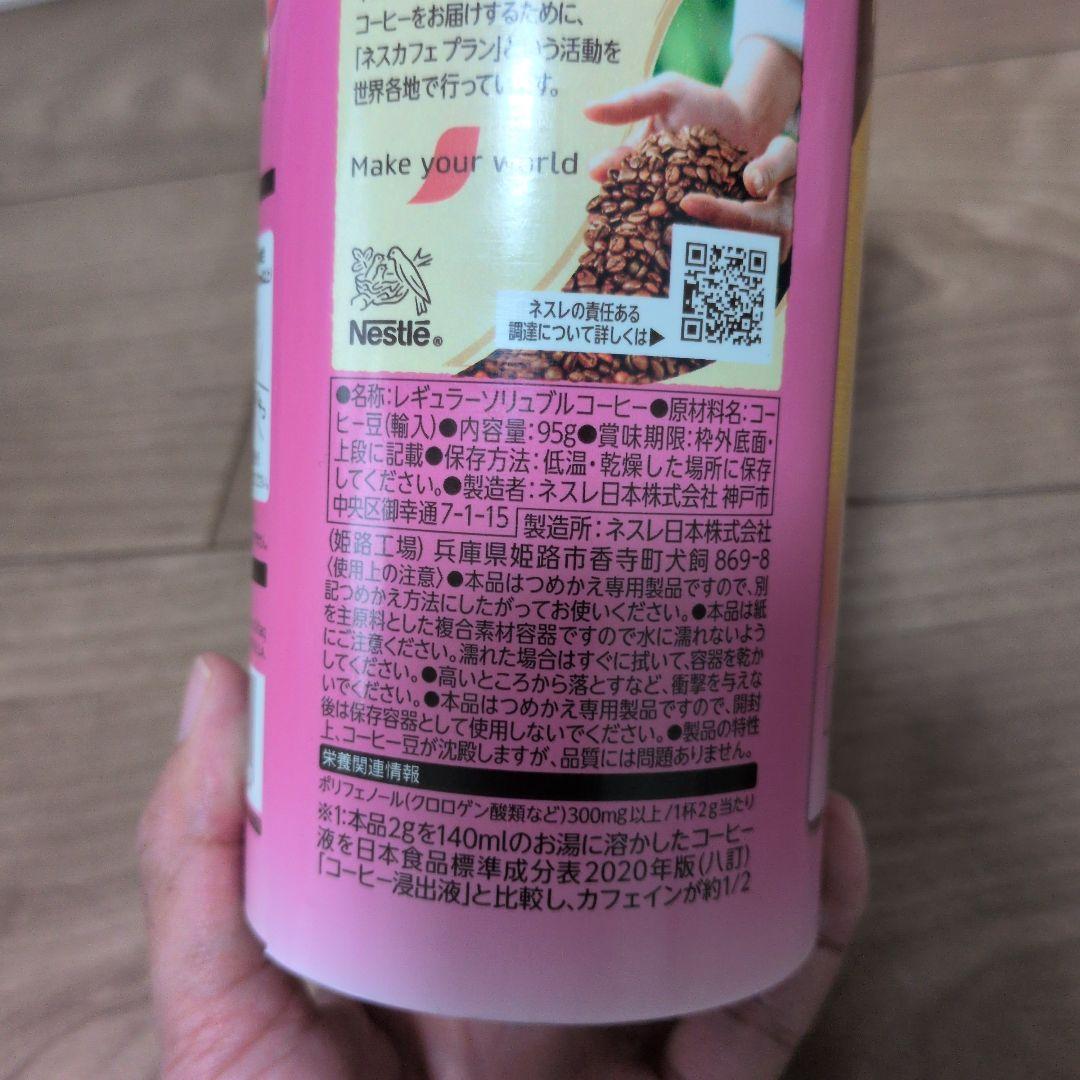 コーヒーをお届けするために、
「ネスカフェ プラン」という活動を
世界各地で行っています。
Make your world
Nestlé®
ネスレの責任ある
調達について詳しくは▶
●名称:レギュラーソリュブルコーヒー●原材料名:コー
ヒー豆(輸入)●内容量:95g●賞味期限:枠外底面・
上段に記載●保存方法:低温・乾燥した場所に保存
してください。●製造者:ネスレ日本株式会社 神戸市
中央区御幸通7-1-15 製造所:ネスレ日本株式会社
(姫路工場) 兵庫県姫路市香寺町犬飼 869-8
〈使用上の注意〉●本品はつめかえ専用製品ですので、別
記つめかえ方法にしたがってお使いください。●本品は紙
を主原料とした複合素材容器ですので水に濡れないよう
にご注意ください。濡れた場合はすぐに拭いて、容器を乾か
してください。●高いところから落とすなど、衝撃を与えな
いでください。●本品はつめかえ専用製品ですので、開封
後は保存容器として使用しないでください。●製品の特性
上、コーヒー豆が沈殿しますが、品質には問題ありません。
栄養関連情報
ポリフェノール(クロロゲン酸類など)300mg以上/1杯2g当たり
※1:本品2gを140mlのお湯に溶かしたコーヒー
液を日本食品標準成分表2020年版(八訂)
「コーヒー浸出液」と比較し、カフェインが約1/2